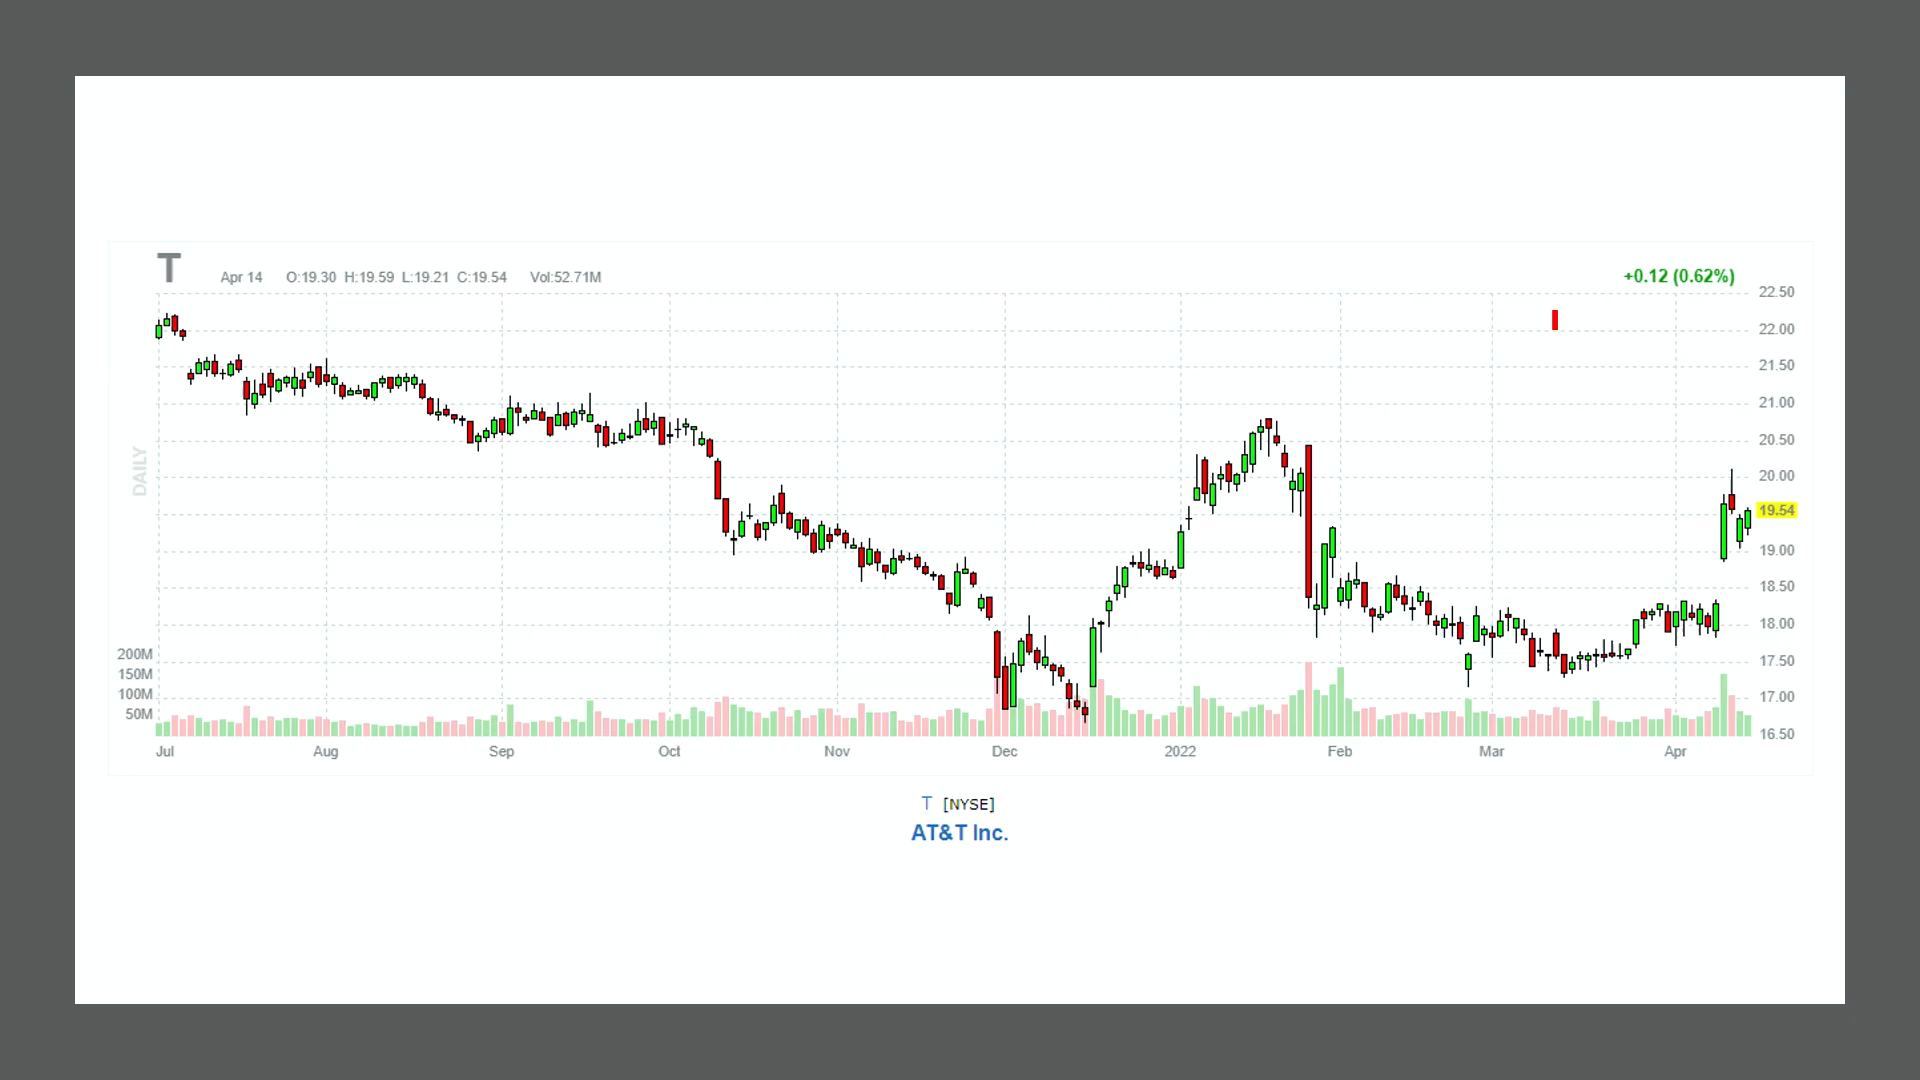 T Apr 14 O:19.30 H:19.59 L:19.21 C:19.54 Vol:52.71M +0.12 (0.62%)
22.50
22.00
21.50
21.00
20.50
20.00
19.54
19.00
18.50
18.00
17.50
17.00
16.50
DAILY
200M
150M
100M
50M
Jul Aug Sep Oct Nov Dec 2022 Feb Mar Apr
T [NYSE]
AT&T Inc.